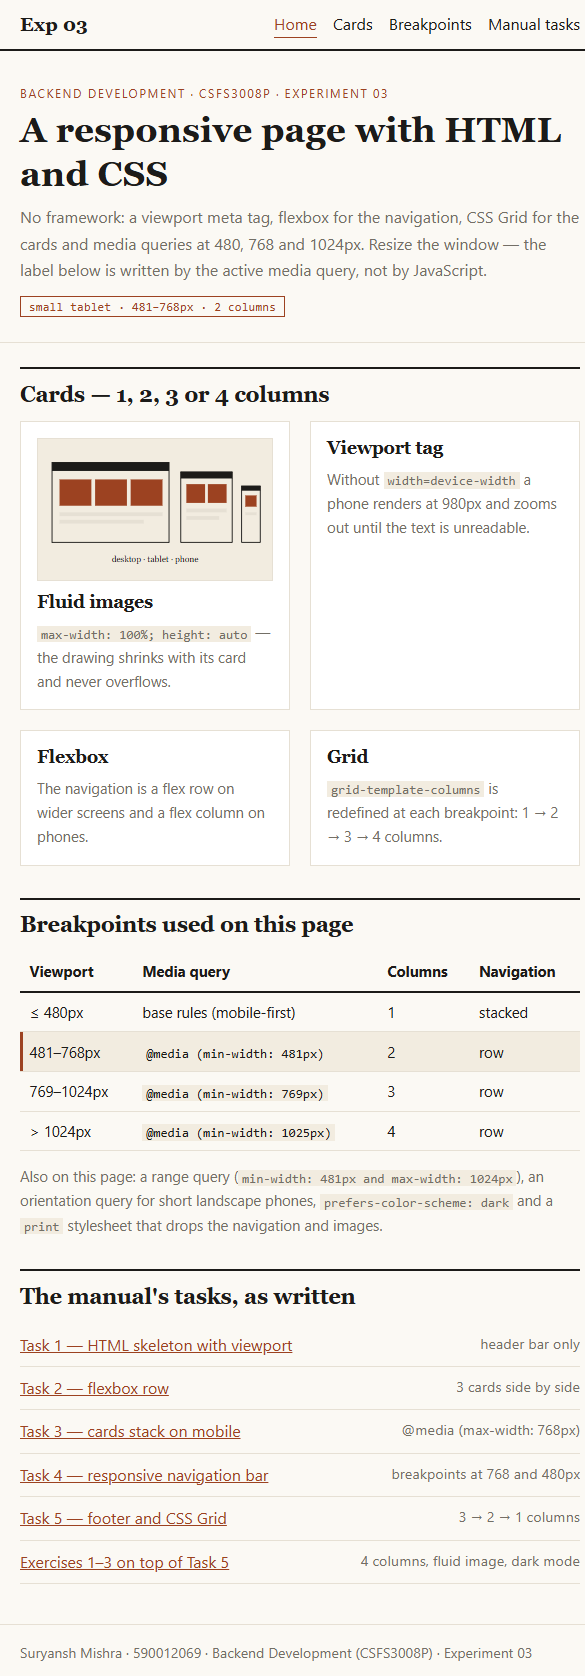 Exp 03
Home Cards Breakpoints Manual tasks
BACKEND DEVELOPMENT · CSFS3008P · EXPERIMENT 03
A responsive page with HTML
and CSS
No framework: a viewport meta tag, flexbox for the navigation, CSS Grid for the
cards and media queries at 480, 768 and 1024px. Resize the window — the
label below is written by the active media query, not by JavaScript.
small tablet · 481–768px · 2 columns
Cards — 1, 2, 3 or 4 columns
desktop · tablet · phone
Fluid images
max-width: 100%; height: auto —
the drawing shrinks with its card
and never overflows.
Viewport tag
Without width=device-width a
phone renders at 980px and zooms
out until the text is unreadable.
Flexbox
The navigation is a flex row on
wider screens and a flex column on
phones.
Grid
grid-template-columns is
redefined at each breakpoint: 1 → 2
→ 3 → 4 columns.
Breakpoints used on this page
Viewport Media query Columns Navigation
≤ 480px base rules (mobile-first) 1 stacked
481–768px @media (min-width: 481px) 2 row
769–1024px @media (min-width: 769px) 3 row
> 1024px @media (min-width: 1025px) 4 row
Also on this page: a range query (min-width: 481px and max-width: 1024px), an
orientation query for short landscape phones, prefers-color-scheme: dark and a
print stylesheet that drops the navigation and images.
The manual's tasks, as written
Task 1 — HTML skeleton with viewport header bar only
Task 2 — flexbox row 3 cards side by side
Task 3 — cards stack on mobile @media (max-width: 768px)
Task 4 — responsive navigation bar breakpoints at 768 and 480px
Task 5 — footer and CSS Grid 3 → 2 → 1 columns
Exercises 1–3 on top of Task 5 4 columns, fluid image, dark mode
Suryansh Mishra · 590012069 · Backend Development (CSFS3008P) · Experiment 03